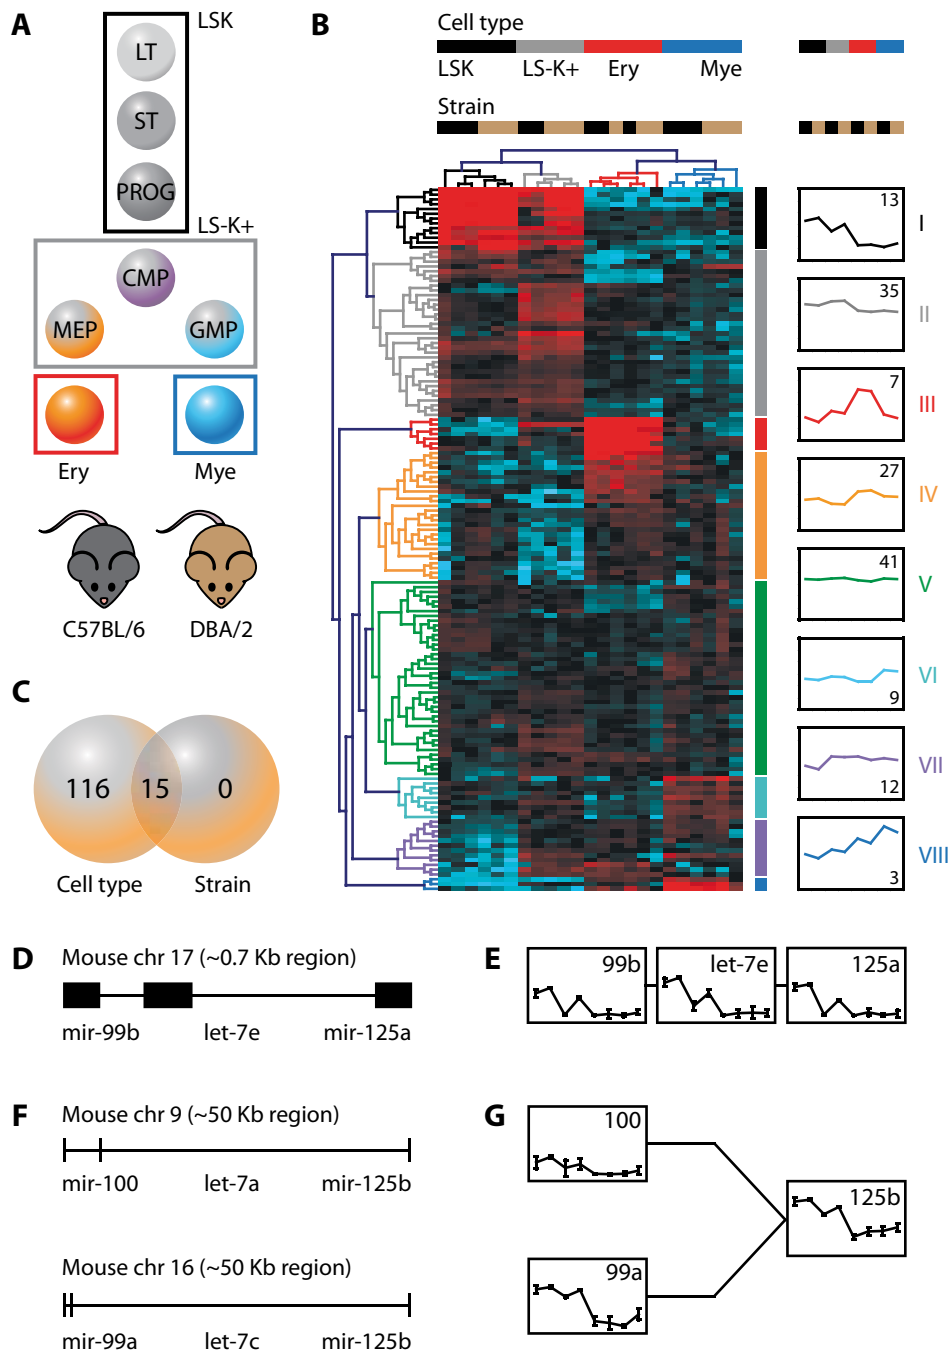 A
LSK
LT
ST
PROG
LS-K+
CMP
MEP
GMP
Ery
Mye
C57BL/6
DBA/2
B
Cell type
LSK
LS-K+
Ery
Mye
Strain
13
I
35
II
7
III
27
IV
41
V
VI
9
VII
12
VIII
3
C
116
15
0
Cell type
Strain
D
Mouse chr 17 (~0.7 Kb region)
mir-99b
let-7e
mir-125a
E
99b
let-7e
125a
F
Mouse chr 9 (~50 Kb region)
mir-100
let-7a
mir-125b
Mouse chr 16 (~50 Kb region)
mir-99a
let-7c
mir-125b
G
100
125b
99a